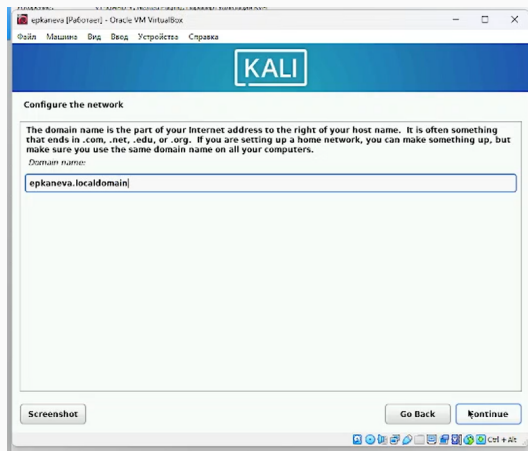 epkaneva [Работает] - Oracle VM VirtualBox
Файл Машина Вид Ввод Устройства Справка
KALI
Configure the network
The domain name is the part of your Internet address to the right of your host name. It is often something
that ends in .com, .net, .edu, or .org. If you are setting up a home network, you can make something up, but
make sure you use the same domain name on all your computers.
Domain name:
epkaneva.localdomain
Screenshot
Go Back
Continue
Ctrl + Alt